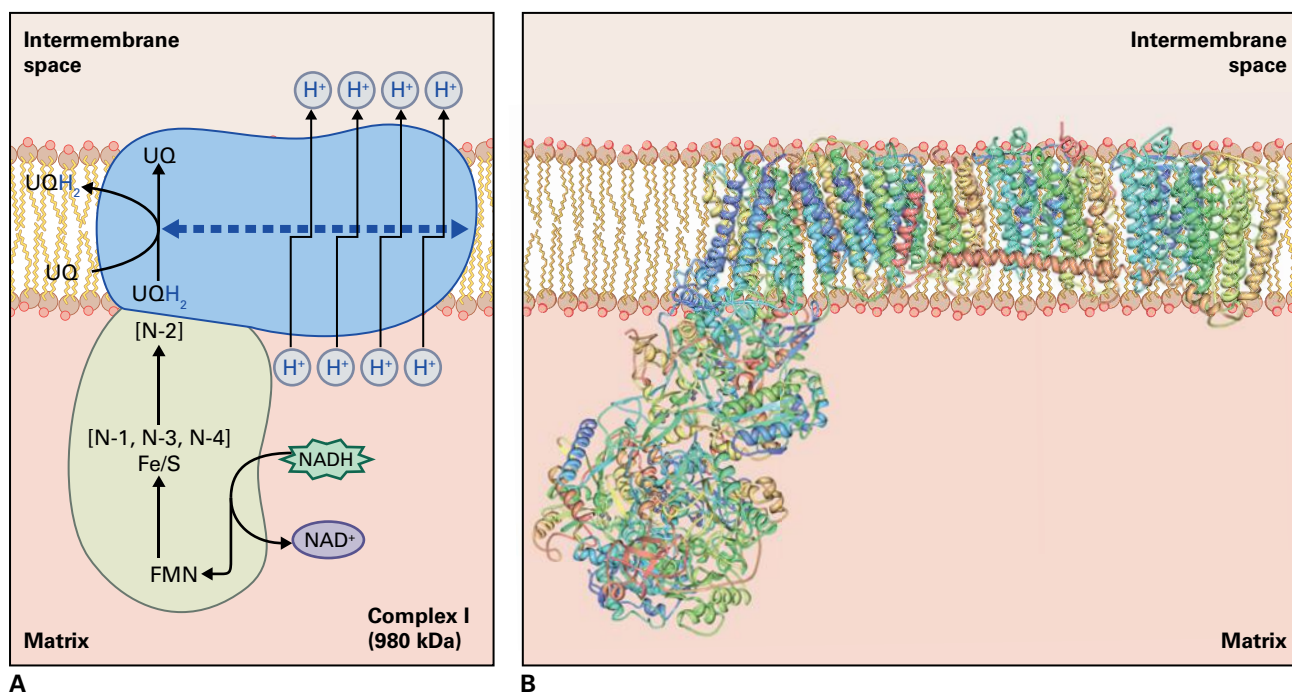 Intermembrane
space
H⁺ H⁺ H⁺ H⁺
UQ
UQH₂
UQ
UQH₂
[N-2]
H⁺ H⁺ H⁺ H⁺
[N-1, N-3, N-4]
Fe/S
NADH
NAD⁺
FMN
Complex I
(980 kDa)
Matrix
A
Intermembrane
space
Matrix
B